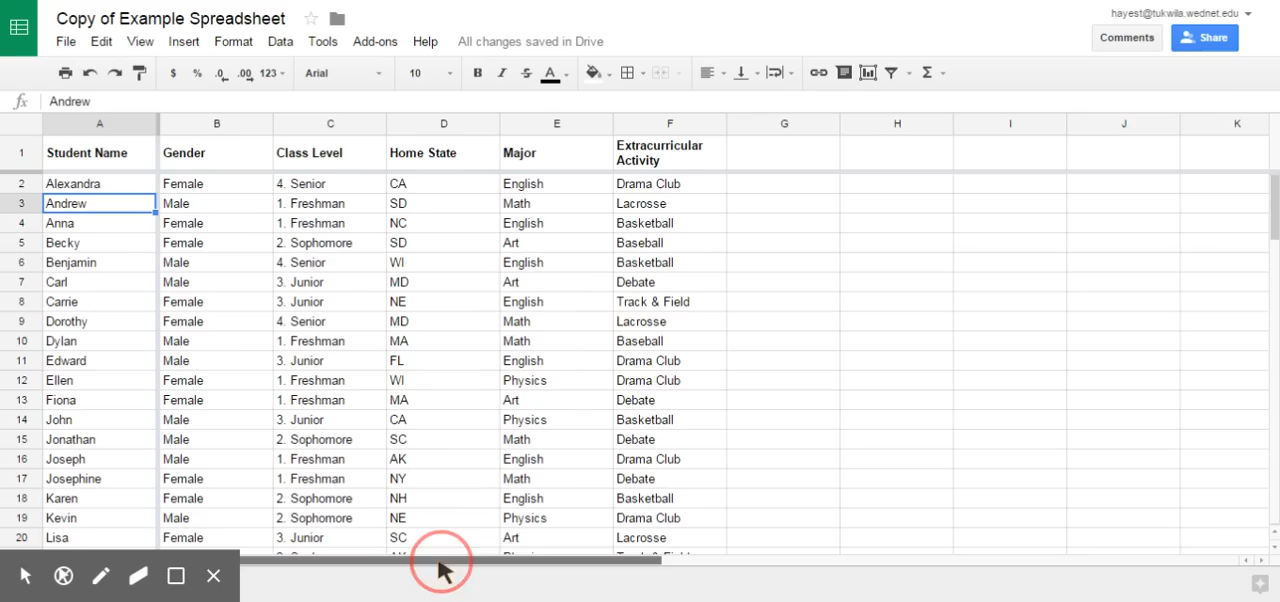 Copy of Example Spreadsheet
hayest@tukwila.wednet.edu
File Edit View Insert Format Data Tools Add-ons Help All changes saved in Drive
Comments Share
$ % .0 .00 123 Arial 10 B I S A Σ
fx Andrew
A B C D E F G H I J K
1 Student Name Gender Class Level Home State Major Extracurricular Activity
2 Alexandra Female 4. Senior CA English Drama Club
3 Andrew Male 1. Freshman SD Math Lacrosse
4 Anna Female 1. Freshman NC English Basketball
5 Becky Female 2. Sophomore SD Art Baseball
6 Benjamin Male 4. Senior WI English Basketball
7 Carl Male 3. Junior MD Art Debate
8 Carrie Female 3. Junior NE English Track & Field
9 Dorothy Female 4. Senior MD Math Lacrosse
10 Dylan Male 1. Freshman MA Math Baseball
11 Edward Male 3. Junior FL English Drama Club
12 Ellen Female 1. Freshman WI Physics Drama Club
13 Fiona Female 1. Freshman MA Art Debate
14 John Male 3. Junior CA Physics Basketball
15 Jonathan Male 2. Sophomore SC Math Debate
16 Joseph Male 1. Freshman AK English Drama Club
17 Josephine Female 1. Freshman NY Math Debate
18 Karen Female 2. Sophomore NH English Basketball
19 Kevin Male 2. Sophomore NE Physics Drama Club
20 Lisa Female 3. Junior SC Art Lacrosse